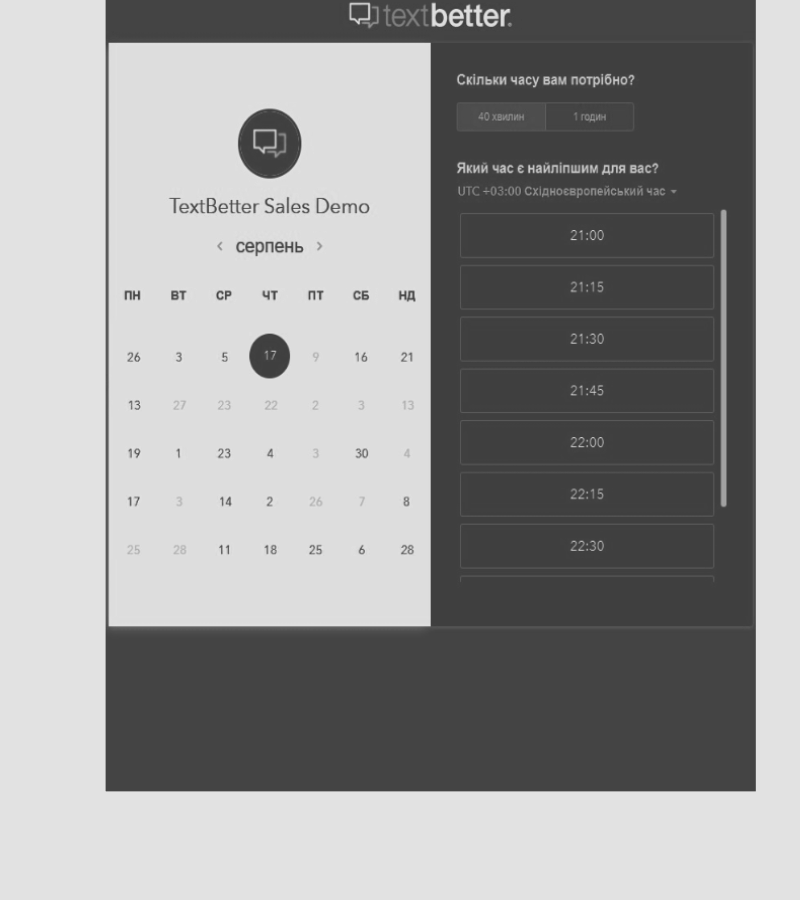 textbetter.
TextBetter Sales Demo
‹ серпень ›
ПН ВТ СР ЧТ ПТ СБ НД
26 3 5 17 9 16 21
13 27 23 22 2 3 13
19 1 23 4 3 30 4
17 3 14 2 26 7 8
25 28 11 18 25 6 28
Скільки часу вам потрібно?
40 хвилин 1 годин
Який час є найліпшим для вас?
UTC +03:00 Східноєвропейський час
21:00
21:15
21:30
21:45
22:00
22:15
22:30